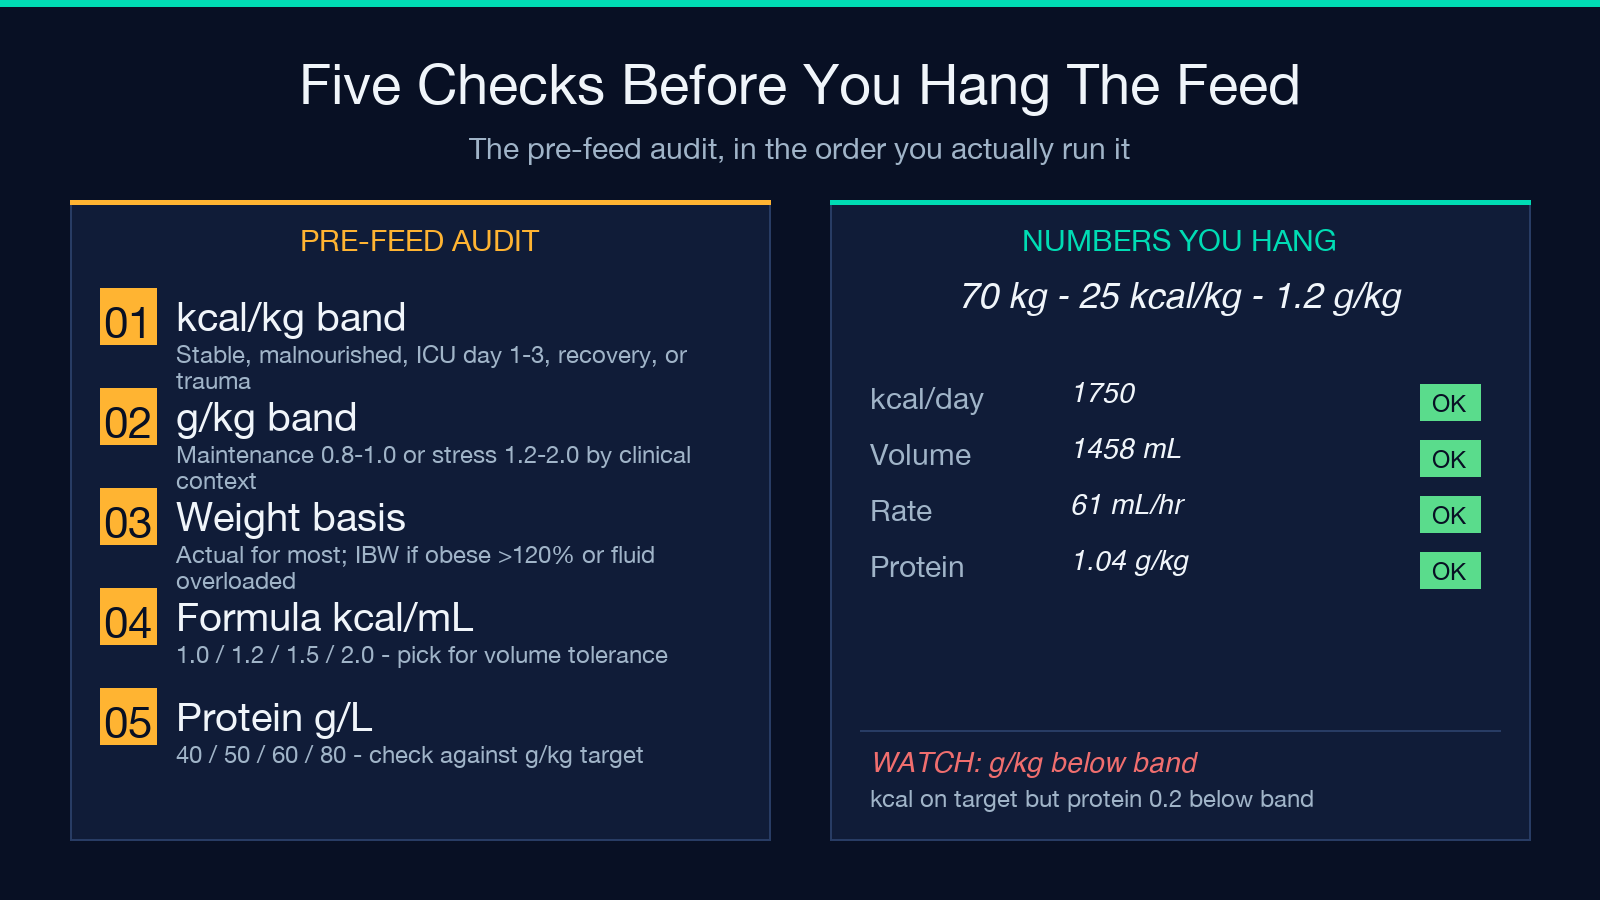 Five Checks Before You Hang The Feed
The pre-feed audit, in the order you actually run it
PRE-FEED AUDIT
01
kcal/kg band
Stable, malnourished, ICU day 1-3, recovery, or
trauma
02
g/kg band
Maintenance 0.8-1.0 or stress 1.2-2.0 by clinical
context
03
Weight basis
Actual for most; IBW if obese >120% or fluid
overloaded
04
Formula kcal/mL
1.0 / 1.2 / 1.5 / 2.0 - pick for volume tolerance
05
Protein g/L
40 / 50 / 60 / 80 - check against g/kg target
NUMBERS YOU HANG
70 kg - 25 kcal/kg - 1.2 g/kg
kcal/day 1750 OK
Volume 1458 mL OK
Rate 61 mL/hr OK
Protein 1.04 g/kg OK
WATCH: g/kg below band
kcal on target but protein 0.2 below band